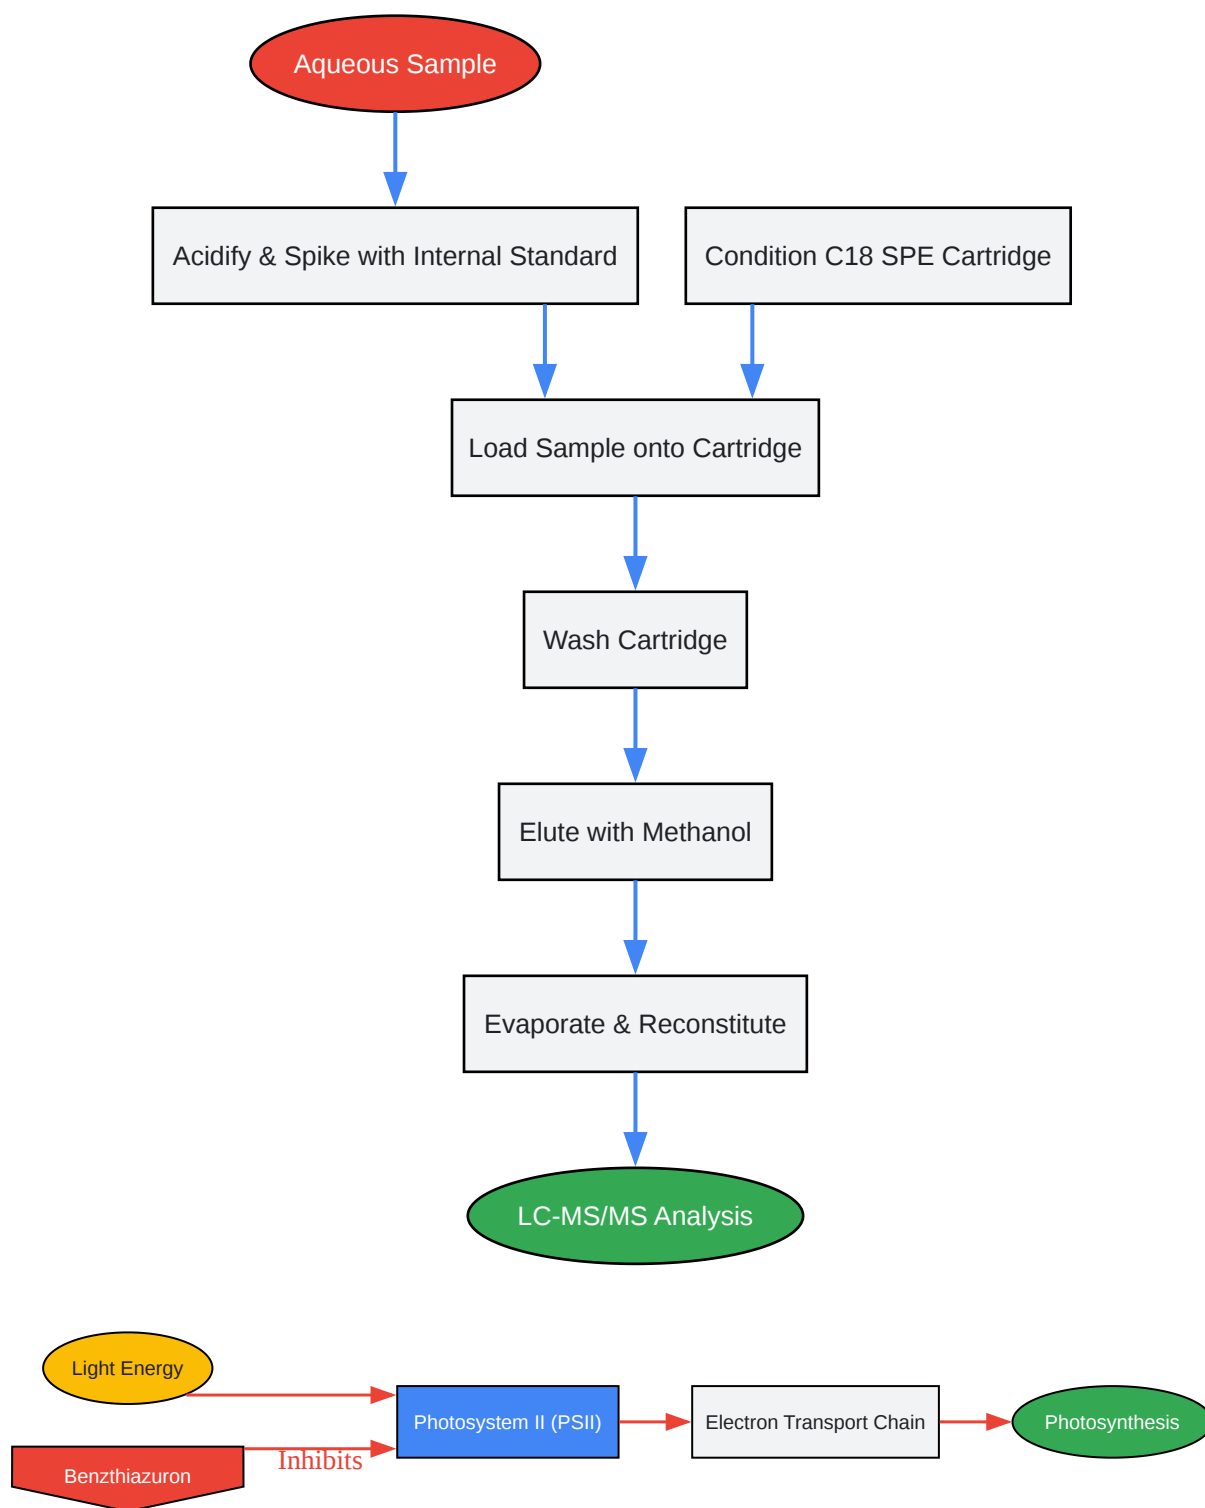 Aqueous Sample
Acidify & Spike with Internal Standard
Condition C18 SPE Cartridge
Load Sample onto Cartridge
Wash Cartridge
Elute with Methanol
Evaporate & Reconstitute
LC-MS/MS Analysis
Light Energy
Photosystem II (PSII)
Electron Transport Chain
Photosynthesis
Inhibits
Benzthiazuron